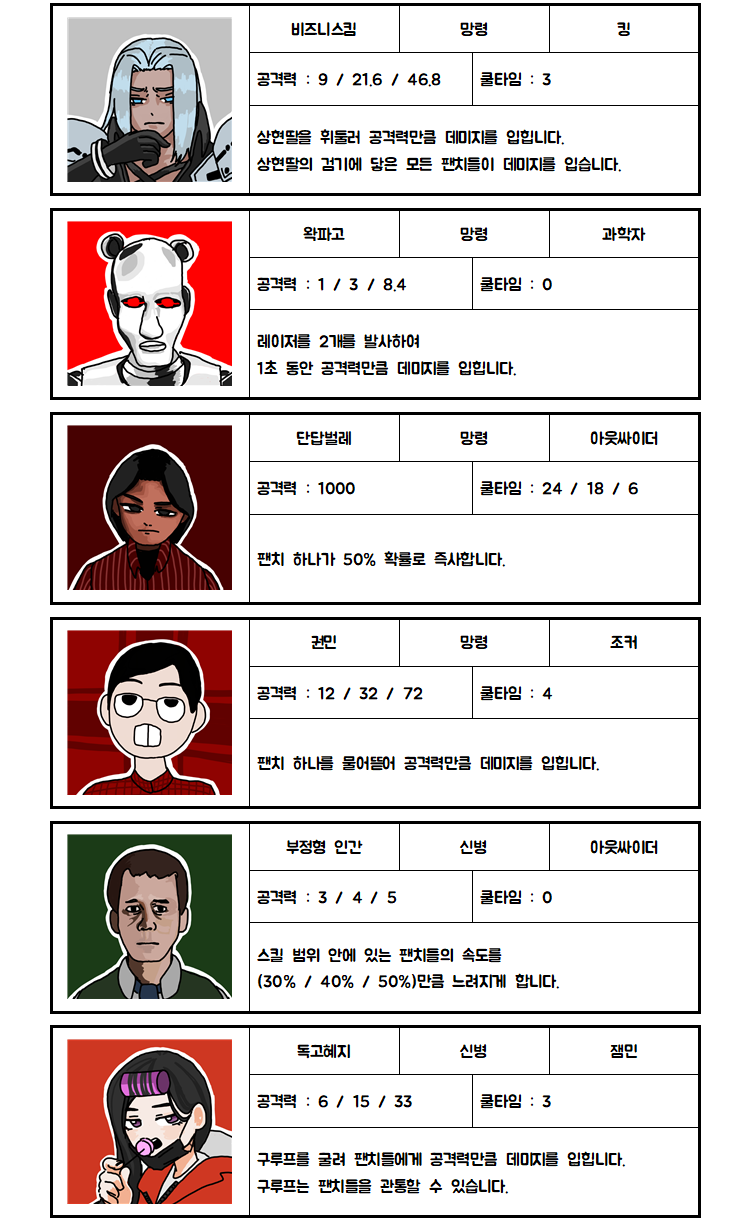 비즈니스킴 망령 킹
공격력 : 9 / 21.6 / 46.8 쿨타임 : 3
상현딸을 휘둘러 공격력만큼 데미지를 입힙니다.
상현딸의 검기에 닿은 모든 팬치들이 데미지를 입습니다.
왁파고 망령 과학자
공격력 : 1 / 3 / 8.4 쿨타임 : 0
레이저를 2개를 발사하여
1초 동안 공격력만큼 데미지를 입힙니다.
단답벌레 망령 아웃싸이더
공격력 : 1000 쿨타임 : 24 / 18 / 6
팬치 하나가 50% 확률로 즉사합니다.
권민 망령 조커
공격력 : 12 / 32 / 72 쿨타임 : 4
팬치 하나를 물어뜯어 공격력만큼 데미지를 입힙니다.
부정형 인간 신병 아웃싸이더
공격력 : 3 / 4 / 5 쿨타임 : 0
스킬 범위 안에 있는 팬치들의 속도를
(30% / 40% / 50%)만큼 느려지게 합니다.
독고혜지 신병 잼민
공격력 : 6 / 15 / 33 쿨타임 : 3
구루프를 굴려 팬치들에게 공격력만큼 데미지를 입힙니다.
구루프는 팬치들을 관통할 수 있습니다.